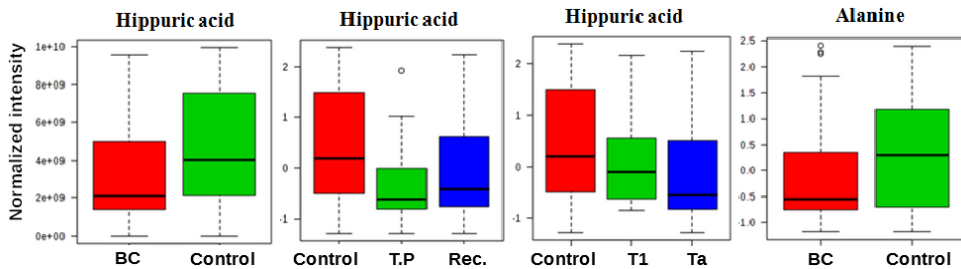 Hippuric acid
Hippuric acid
Hippuric acid
Alanine
Normalized intensity
1e+10
8e+09
6e+09
4e+09
2e+09
0e+00
BC Control
2
1
0
-1
Control T.P Rec.
2
1
0
-1
Control T1 Ta
2.5
2.0
1.5
1.0
0.5
0.0
-0.5
-1.0
BC Control